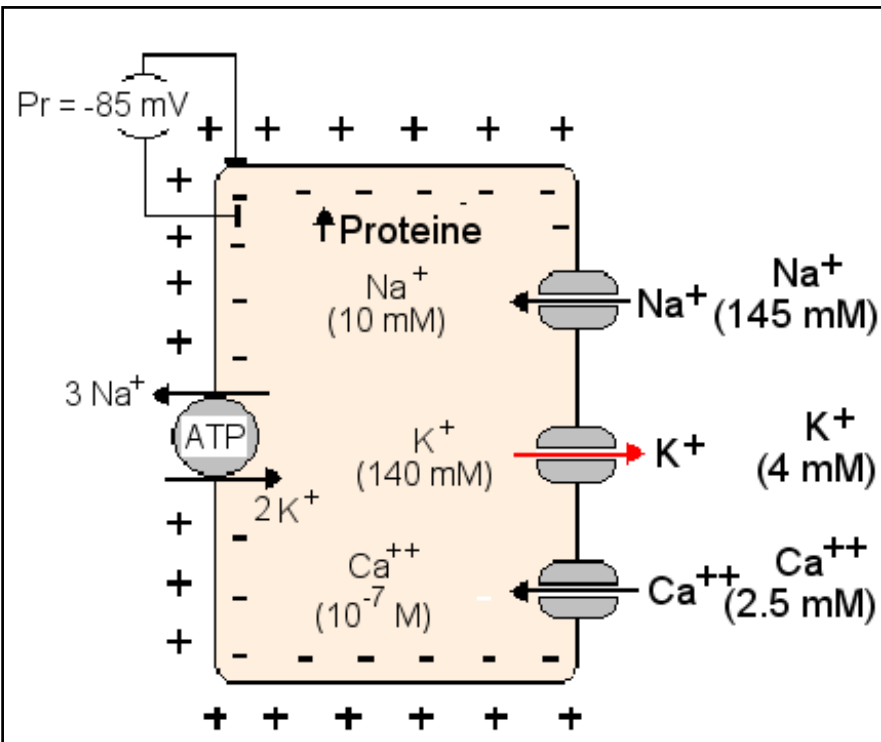 Pr = -85 mV
+ + + + + +
Proteine
Na+
(10 mM)
Na+
Na+
(145 mM)
3 Na+
ATP
2K+
K+
(140 mM)
K+
K+
(4 mM)
Ca++
(10-7 M)
Ca++
Ca++
(2.5 mM)
+ + + + + +